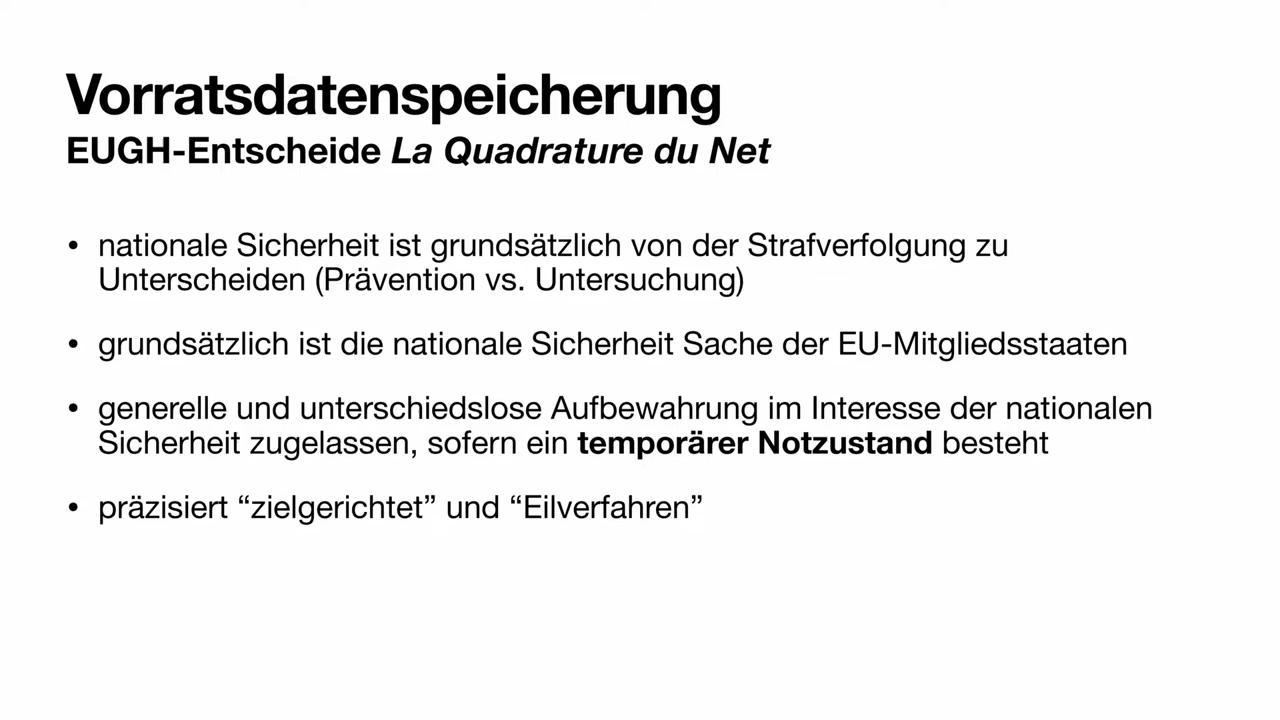 Vorratsdatenspeicherung
EUGH-Entscheide La Quadrature du Net
• nationale Sicherheit ist grundsätzlich von der Strafverfolgung zu
Unterscheiden (Prävention vs. Untersuchung)
• grundsätzlich ist die nationale Sicherheit Sache der EU-Mitgliedsstaaten
• generelle und unterschiedslose Aufbewahrung im Interesse der nationalen
Sicherheit zugelassen, sofern ein temporärer Notzustand besteht
• präzisiert “zielgerichtet” und “Eilverfahren”